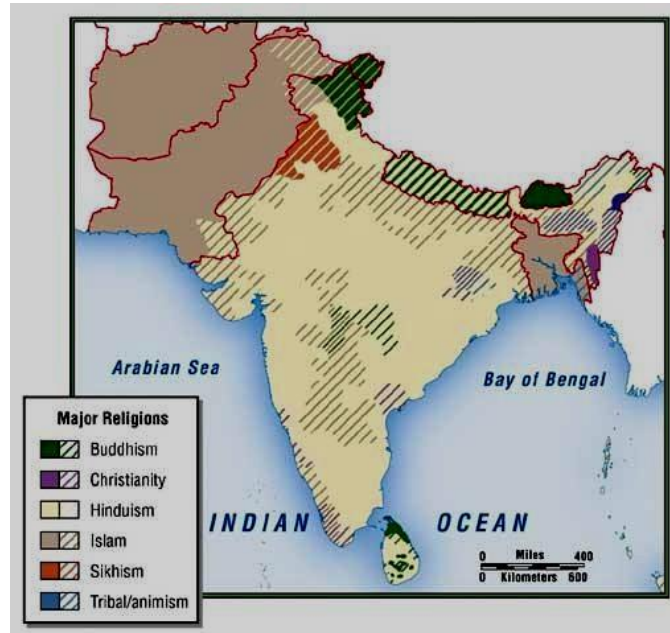 Arabian Sea
Bay of Bengal
INDIAN OCEAN
Major Religions
Buddhism
Christianity
Hinduism
Islam
Sikhism
Tribal/animism
0 Miles 400
0 Kilometers 600